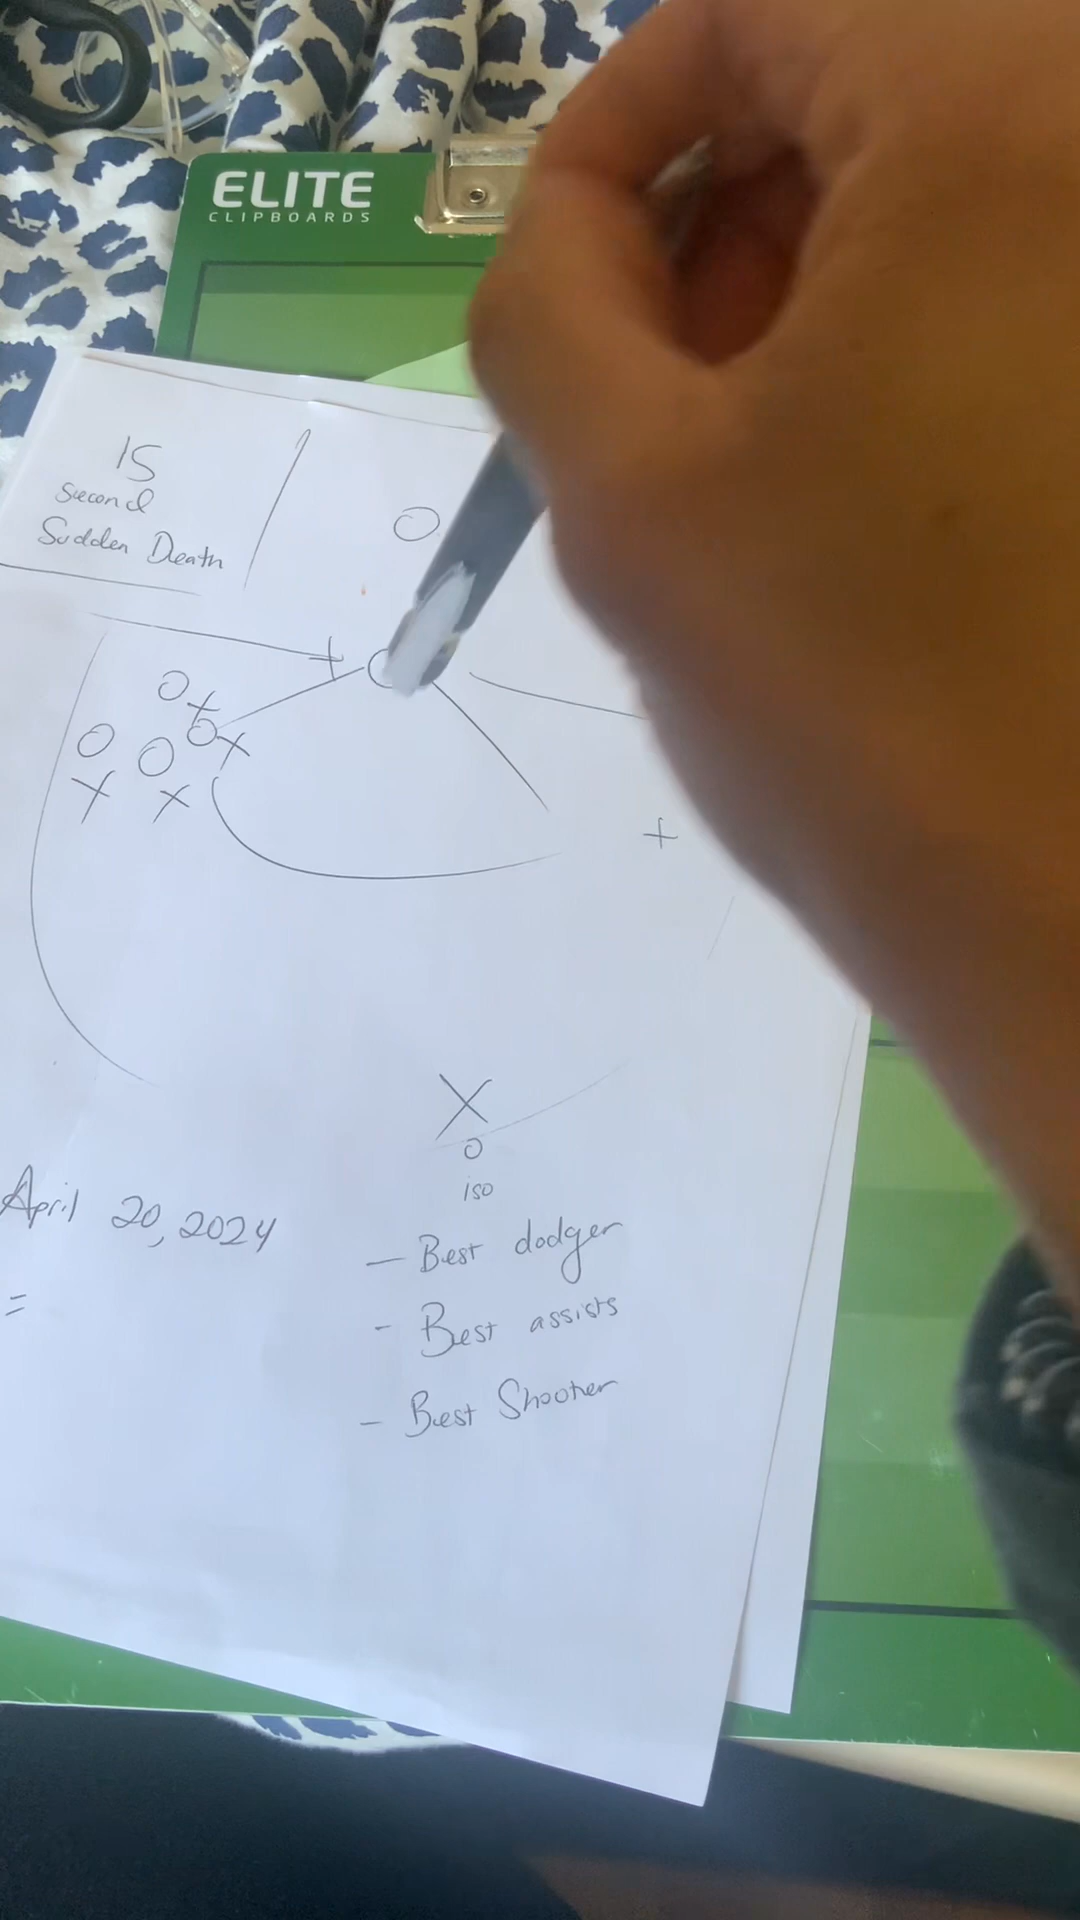 ELITE
CLIPBOARDS
15
Second
Sudden Death
O
O
X
O
X
O
O
X
X
X
O
iso
April 20, 2024
=
- Best dodger
- Best assists
- Best Shooter